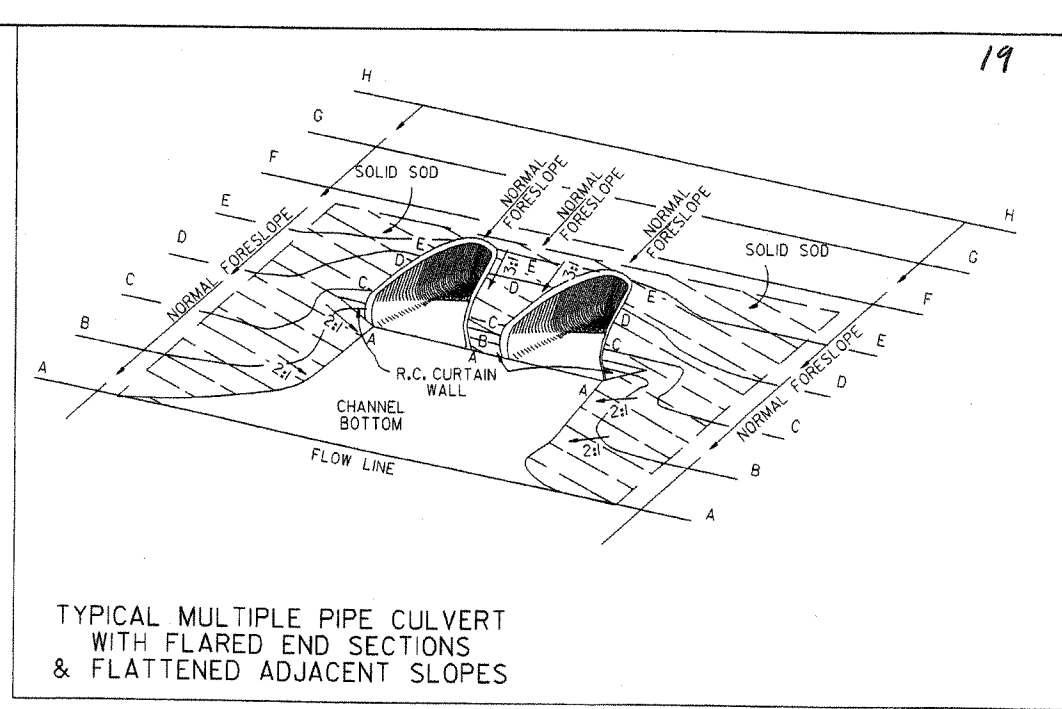 19
H
G
F
E
D
C
B
A
SOLID SOD
NORMAL
FORESLOPE
NORMAL
FORESLOPE
NORMAL
FORESLOPE
SOLID SOD
H
G
F
E
D
C
B
A
NORMAL FORESLOPE
NORMAL FORESLOPE
E
D
C
3:1
E
D
3:1
E
D
C
C
B
A
A
A
2:1
2:1
2:1
2:1
R.C. CURTAIN
WALL
CHANNEL
BOTTOM
FLOW LINE
TYPICAL MULTIPLE PIPE CULVERT
WITH FLARED END SECTIONS
& FLATTENED ADJACENT SLOPES